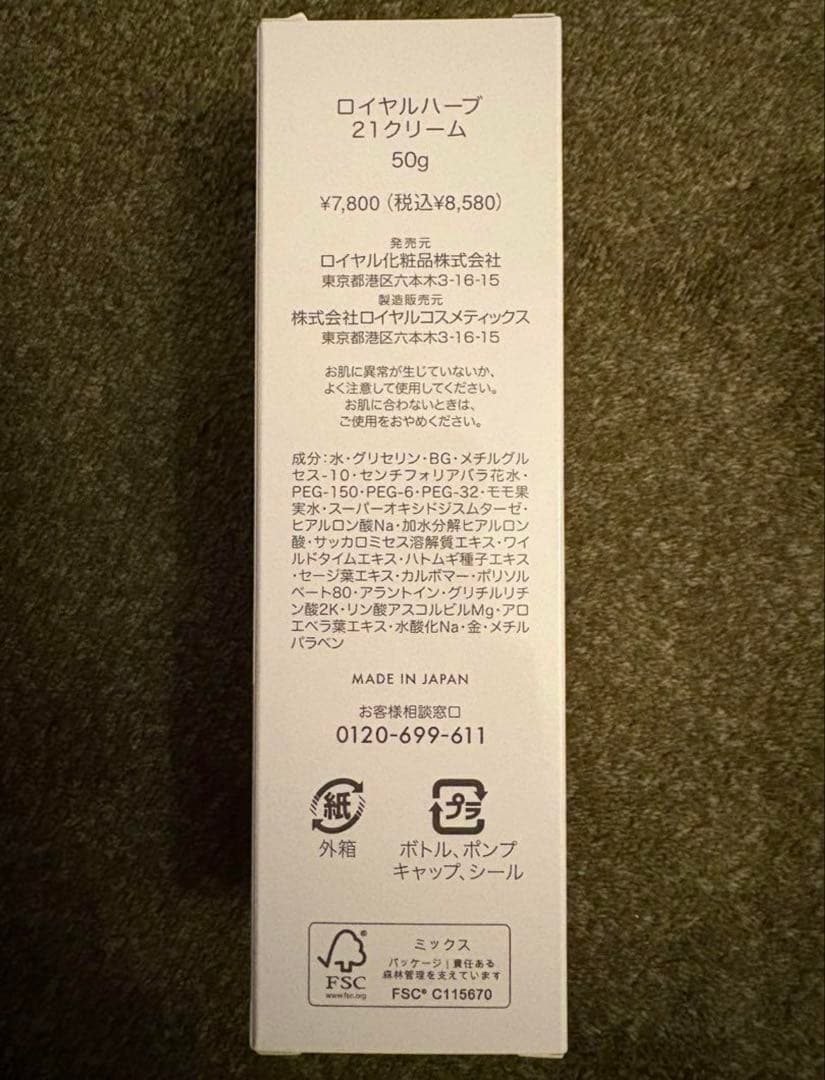 ロイヤルハーブ
21クリーム
50g
¥7,800（税込¥8,580）
発売元
ロイヤル化粧品株式会社
東京都港区六本木3-16-15
製造販売元
株式会社ロイヤルコスメティックス
東京都港区六本木3-16-15
お肌に異常が生じていないか、
よく注意して使用してください。
お肌に合わないときは、
ご使用をおやめください。
成分：水・グリセリン・BG・メチルグル
セス-10・センチフォリアバラ花水・
PEG-150・PEG-6・PEG-32・モモ果
実水・スーパーオキシドジスムターゼ・
ヒアルロン酸Na・加水分解ヒアルロン
酸・サッカロミセス溶解質エキス・ワイ
ルドタイムエキス・ハトムギ種子エキス
・セージ葉エキス・カルボマー・ポリソル
ベート80・アラントイン・グリチルリチ
ン酸2K・リン酸アスコルビルMg・アロ
エベラ葉エキス・水酸化Na・金・メチル
パラベン
MADE IN JAPAN
お客様相談窓口
0120-699-611
紙
外箱
プラ
ボトル、ポンプ
キャップ、シール
FSC®
www.fsc.org
ミックス
パッケージ｜責任ある
森林管理を支えています
FSC® C115670